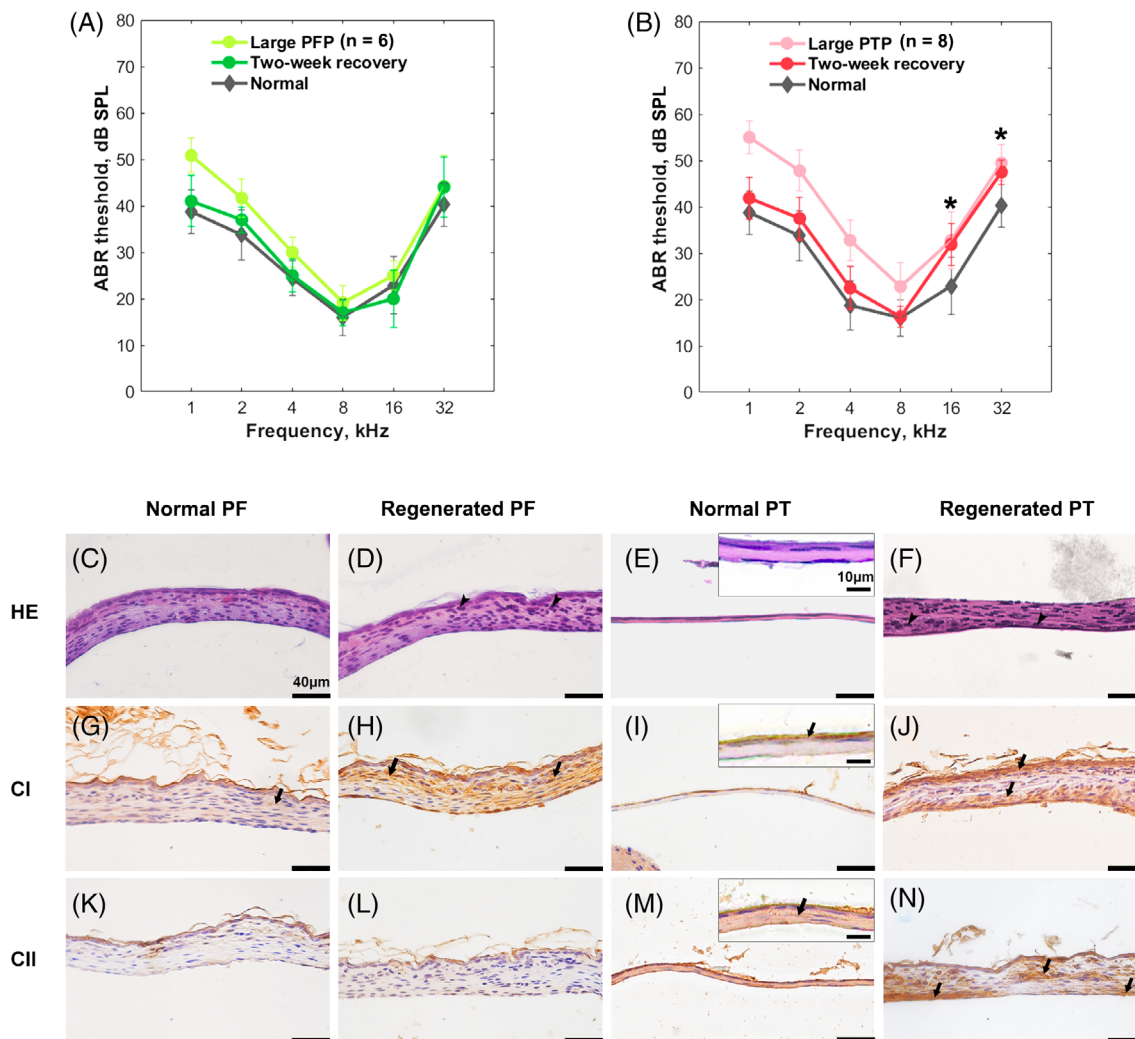 (A)
80
70
60
50
40
30
20
10
0
ABR theshold, dB SPL
Large PFP (n = 6)
Two-week recovery
Normal
1 2 4 8 16 32
Frequency, kHz
(B)
80
70
60
50
40
30
20
10
0
ABR theshold, dB SPL
Large PTP (n = 8)
Two-week recovery
Normal
*
*
1 2 4 8 16 32
Frequency, kHz
Normal PF
Regenerated PF
Normal PT
Regenerated PT
HE
(C)
40μm
(D)
(E)
10μm
(F)
CI
(G)
(H)
(I)
(J)
CII
(K)
(L)
(M)
(N)